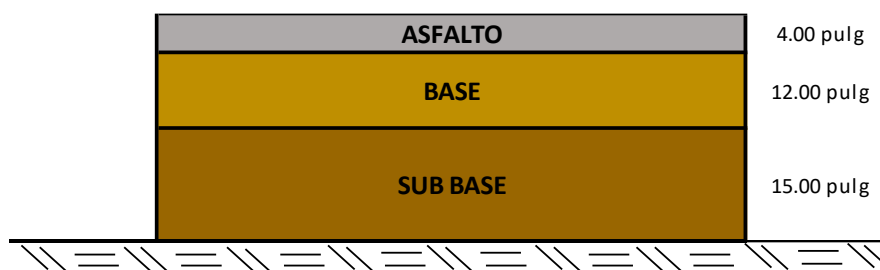 ASFALTO 4.00 pulg
BASE 12.00 pulg
SUB BASE 15.00 pulg